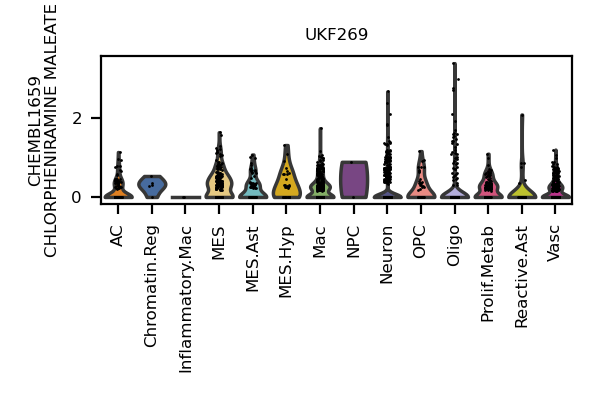 UKF269
CHEMBL1659
CHLORPHENIRAMINE MALEATE
2
0
AC
Chromatin.Reg
Inflammatory.Mac
MES
MES.Ast
MES.Hyp
Mac
NPC
Neuron
OPC
Oligo
Prolif.Metab
Reactive.Ast
Vasc